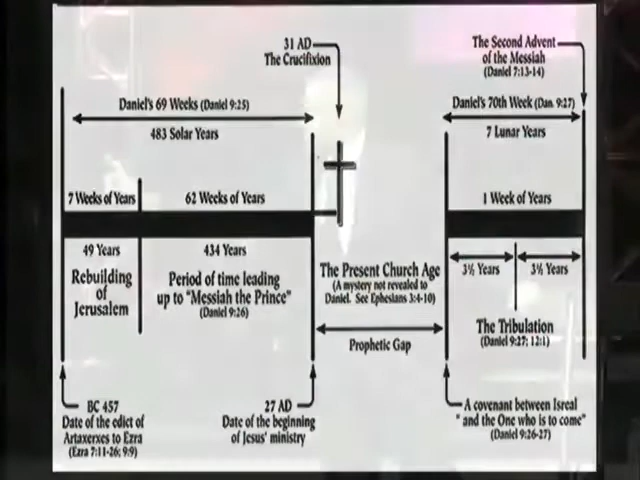 31 AD
The Crucifixion
The Second Advent
of the Messiah
(Daniel 7:13-14)
Daniel's 69 Weeks (Daniel 9:25)
483 Solar Years
Daniel's 70th Week (Dan. 9:27)
7 Lunar Years
7 Weeks of Years
62 Weeks of Years
1 Week of Years
49 Years
Rebuilding
of
Jerusalem
434 Years
Period of time leading
up to "Messiah the Prince"
(Daniel 9:26)
The Present Church Age
(A mystery not revealed to
Daniel. See Ephesians 3:4-10)
Prophetic Gap
3½ Years
3½ Years
The Tribulation
(Daniel 9:27; 12:1)
BC 457
Date of the edict of
Artaxerxes to Ezra
(Ezra 7:11-26; 9:9)
27 AD
Date of the beginning
of Jesus' ministry
A covenant between Isreal
" and the One who is to come"
(Daniel 9:26-27)